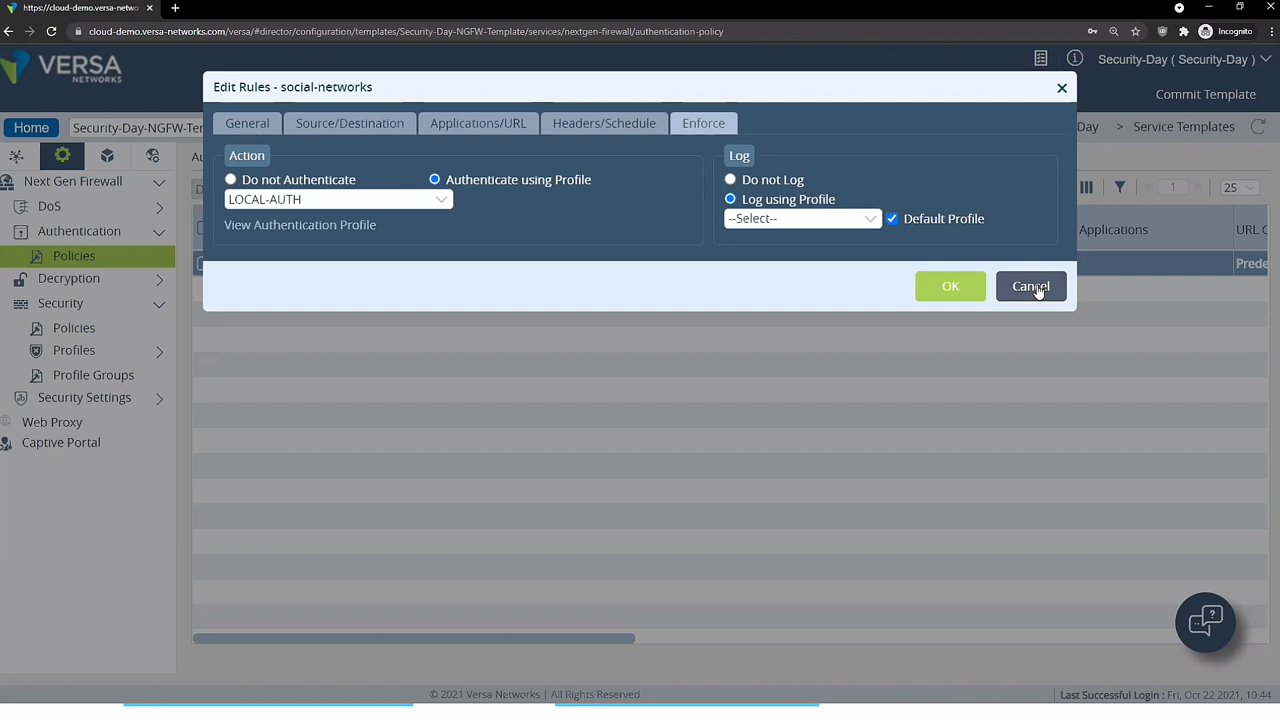 https://cloud-demo.versa-netwo
cloud-demo.versa-networks.com/versa/#director/configuration/templates/Security-Day-NGFW-Template/services/nextgen-firewall/authentication-policy
Incognito
VERSA
NETWORKS
Security-Day ( Security-Day )
Commit Template
Edit Rules - social-networks
Home
Security-Day-NGFW-Ter
Day > Service Templates
General
Source/Destination
Applications/URL
Headers/Schedule
Enforce
Action
Do not Authenticate
Authenticate using Profile
LOCAL-AUTH
View Authentication Profile
Log
Do not Log
Log using Profile
--Select--
Default Profile
OK
Cancel
1
25
Applications
URL C
Prede
Next Gen Firewall
DoS
Authentication
Policies
Decryption
Security
Policies
Profiles
Profile Groups
Security Settings
Web Proxy
Captive Portal
© 2021 Versa Networks | All Rights Reserved
Last Successful Login : Fri, Oct 22 2021, 10:44